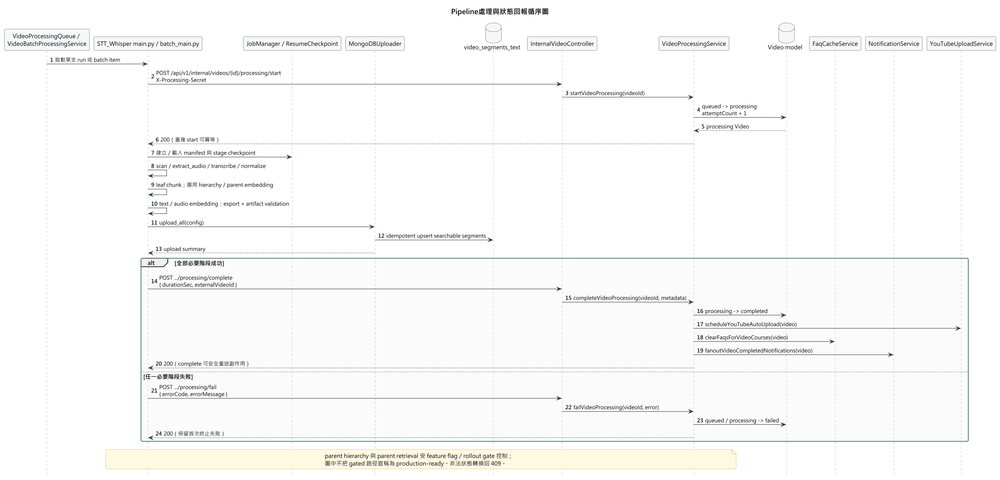 Pipeline處理與狀態回報循序圖
VideoProcessingQueue /
VideoBatchProcessingService
STT_Whisper main.py / batch_main.py
JobManager / ResumeCheckpoint
MongoDBUploader
video_segments_text
InternalVideoController
VideoProcessingService
Video model
FaqCacheService
NotificationService
YouTubeUploadService
1 啟動單支 run 或 batch item
2 POST /api/v1/internal/videos/{id}/processing/start
X-Processing-Secret
3 startVideoProcessing(videoId)
4 queued -> processing
attemptCount + 1
5 processing Video
6 200（重複 start 可冪等）
7 建立 / 載入 manifest 與 stage checkpoint
8 scan / extract_audio / transcribe / normalize
9 leaf chunk；選用 hierarchy / parent embedding
10 text / audio embedding；export + artifact validation
11 upload_all(config)
12 idempotent upsert searchable segments
13 upload summary
alt [全部必要階段成功]
14 POST .../processing/complete
{ durationSec, externalVideoId }
15 completeVideoProcessing(videoId, metadata)
16 processing -> completed
17 scheduleYouTubeAutoUpload(video)
18 clearFaqsForVideoCourses(video)
19 fanoutVideoCompletedNotifications(video)
20 200（complete 可安全重送副作用）
[任一必要階段失敗]
21 POST .../processing/fail
{ errorCode, errorMessage }
22 failVideoProcessing(videoId, error)
23 queued / processing -> failed
24 200（保留首次終止失敗）
parent hierarchy 與 parent retrieval 受 feature flag / rollout gate 控制；
圖中不把 gated 路徑宣稱為 production-ready。非法狀態轉換回 409。